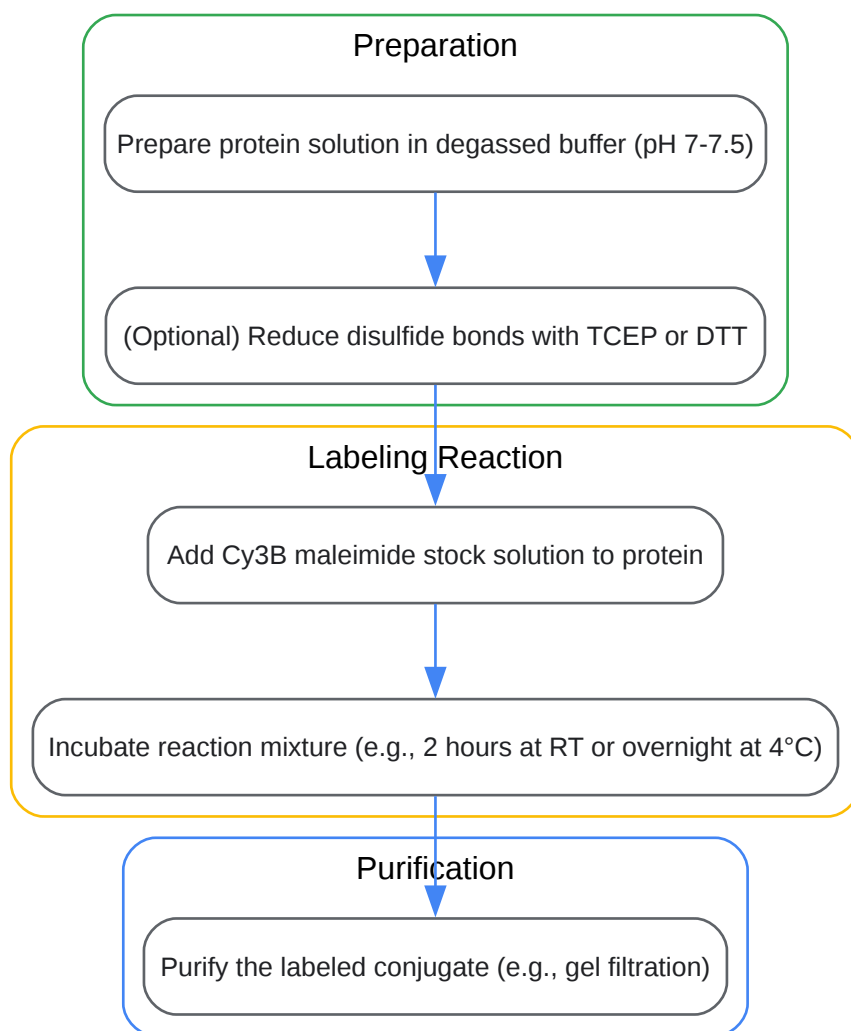 Preparation
Prepare protein solution in degassed buffer (pH 7-7.5)
(Optional) Reduce disulfide bonds with TCEP or DTT
Labeling Reaction
Add Cy3B maleimide stock solution to protein
Incubate reaction mixture (e.g., 2 hours at RT or overnight at 4°C)
Purification
Purify the labeled conjugate (e.g., gel filtration)